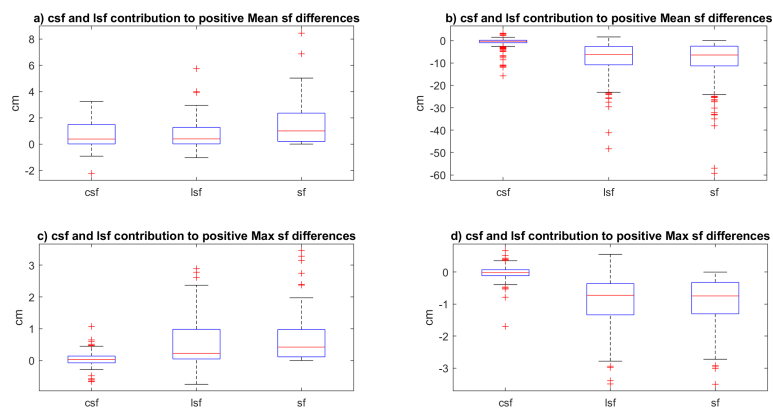 a) csf and lsf contribution to positive Mean sf differences
8
6
4
2
0
-2
cm
csf
lsf
sf
b) csf and lsf contribution to positive Mean sf differences
0
-10
-20
-30
-40
-50
-60
cm
csf
lsf
sf
c) csf and lsf contribution to positive Max sf differences
3
2
1
0
cm
csf
lsf
sf
d) csf and lsf contribution to positive Max sf differences
0
-1
-2
-3
cm
csf
lsf
sf